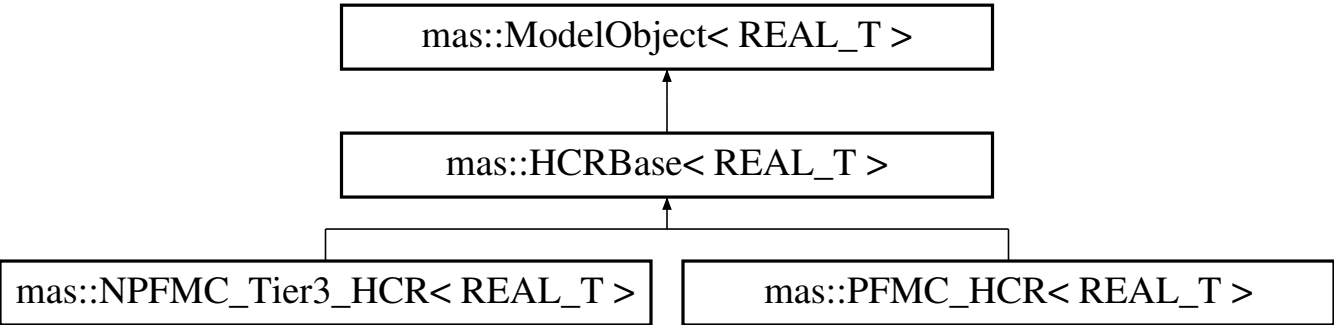 mas::ModelObject< REAL_T >
mas::HCRBase< REAL_T >
mas::NPFMC_Tier3_HCR< REAL_T >
mas::PFMC_HCR< REAL_T >